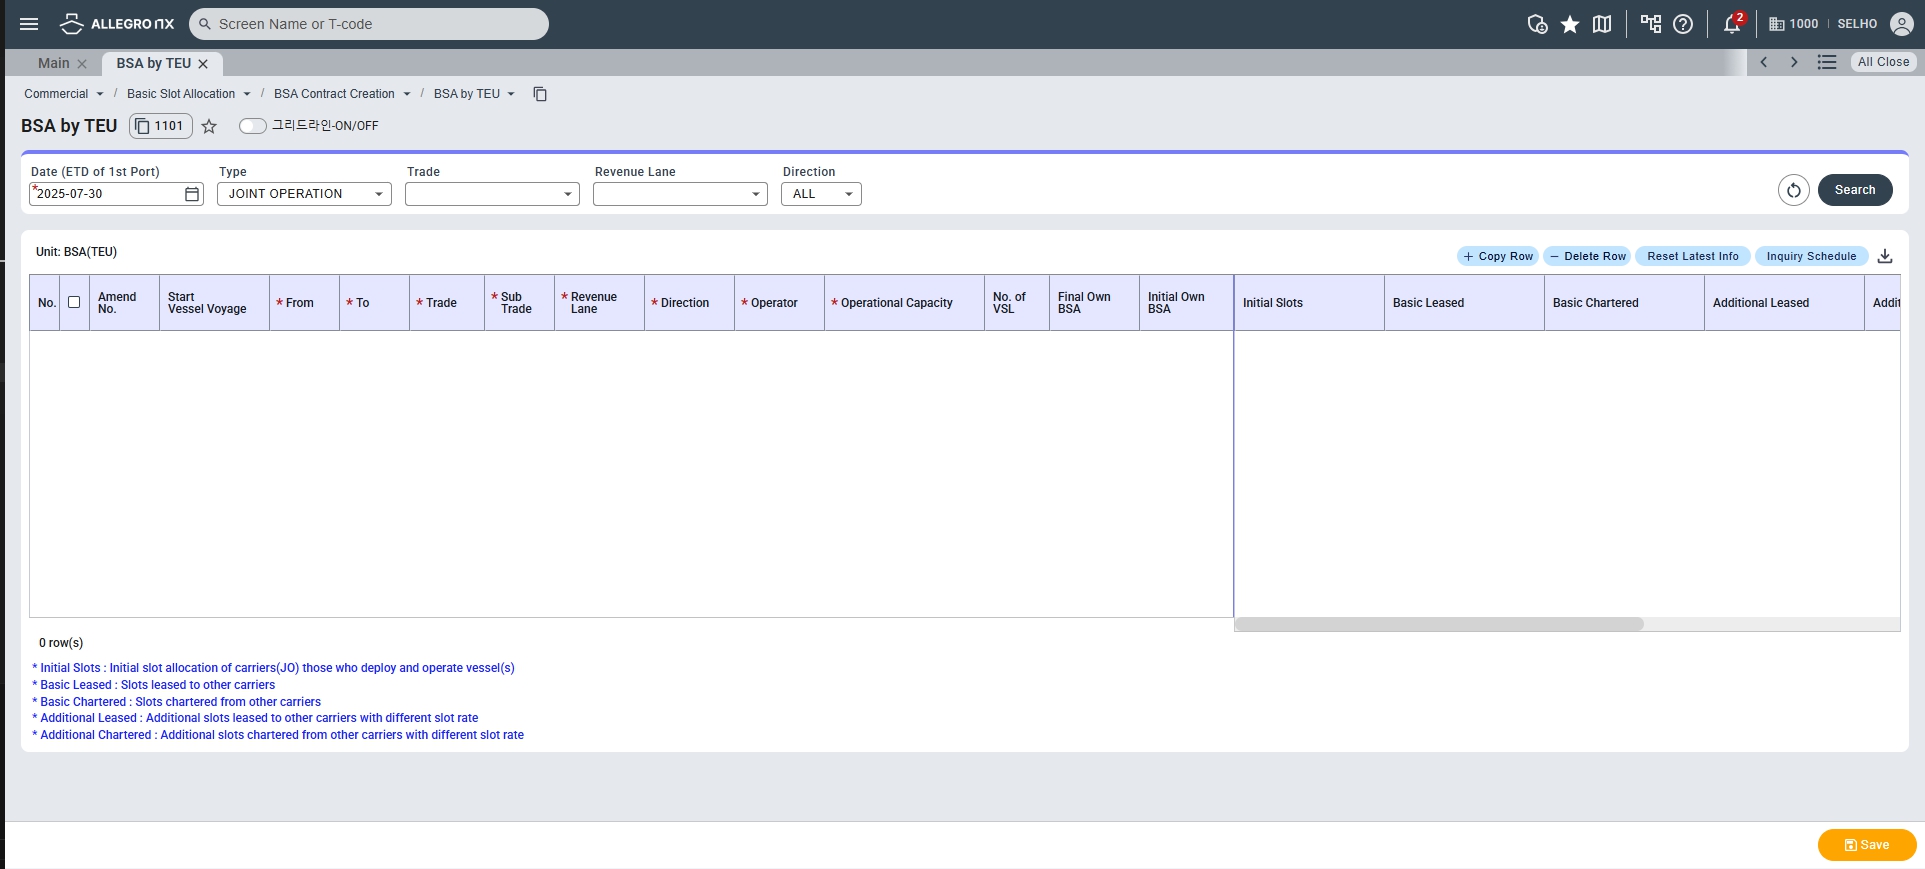 ALLEGRO NX
Screen Name or T-code
2
1000
SELHO
Main
BSA by TEU
All Close
Commercial / Basic Slot Allocation / BSA Contract Creation / BSA by TEU
BSA by TEU
1101
그리드라인-ON/OFF
Date (ETD of 1st Port)
Type
Trade
Revenue Lane
Direction
*2025-07-30
JOINT OPERATION
ALL
Search
Unit: BSA(TEU)
+ Copy Row
− Delete Row
Reset Latest Info
Inquiry Schedule
No.
Amend
No.
Start
Vessel Voyage
* From
* To
* Trade
* Sub
Trade
* Revenue
Lane
* Direction
* Operator
* Operational Capacity
No. of
VSL
Final Own
BSA
Initial Own
BSA
Initial Slots
Basic Leased
Basic Chartered
Additional Leased
Addit
0 row(s)
* Initial Slots : Initial slot allocation of carriers(JO) those who deploy and operate vessel(s)
* Basic Leased : Slots leased to other carriers
* Basic Chartered : Slots chartered from other carriers
* Additional Leased : Additional slots leased to other carriers with different slot rate
* Additional Chartered : Additional slots chartered from other carriers with different slot rate
Save